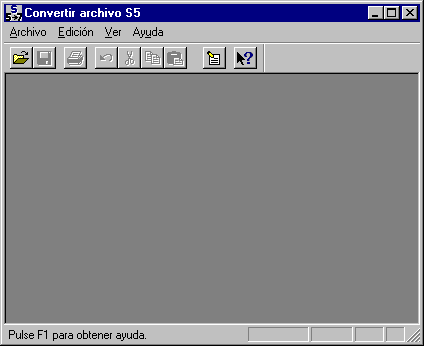 Convertir archivo S5
Archivo Edición Ver Ayuda
Pulse F1 para obtener ayuda.